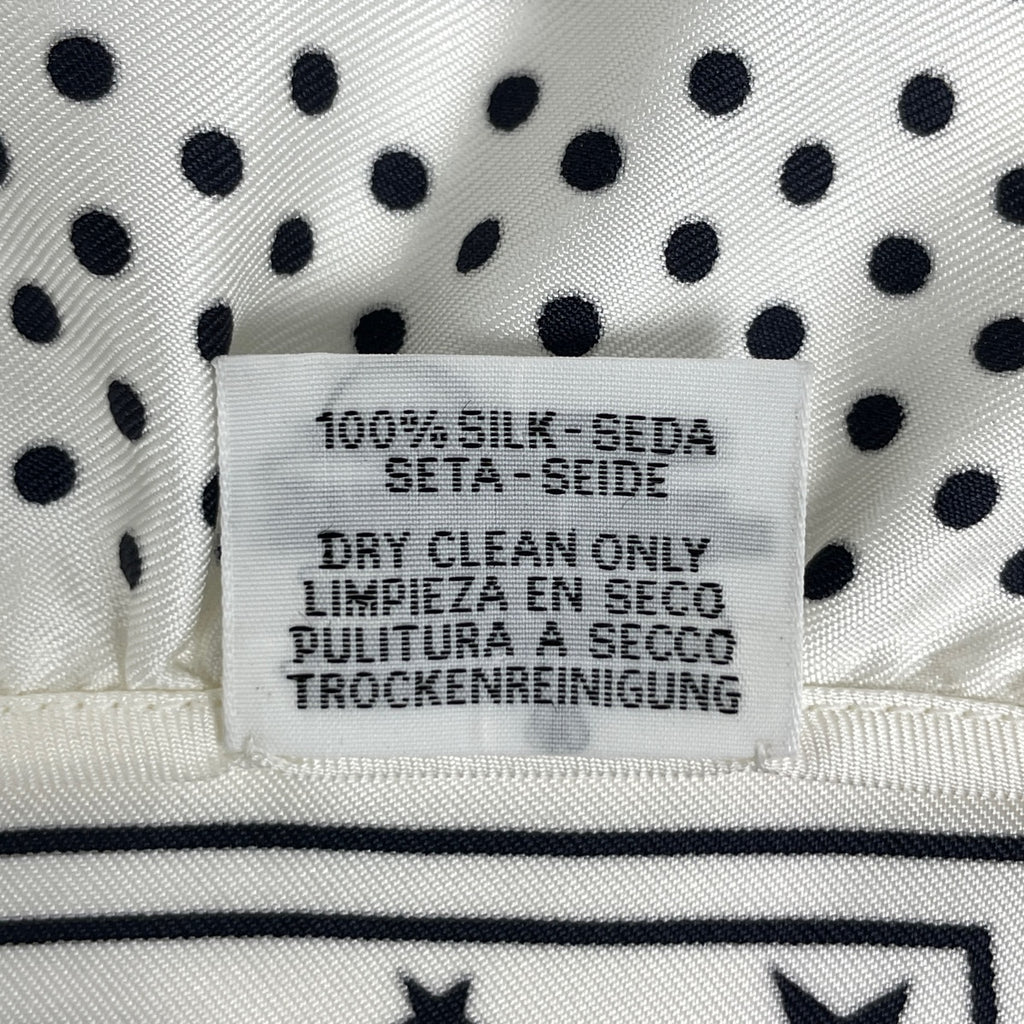 100% SILK - SEDA
SETA - SEIDE
DRY CLEAN ONLY
LIMPIEZA EN SECO
PULITURA A SECCO
TROCKENREINIGUNG